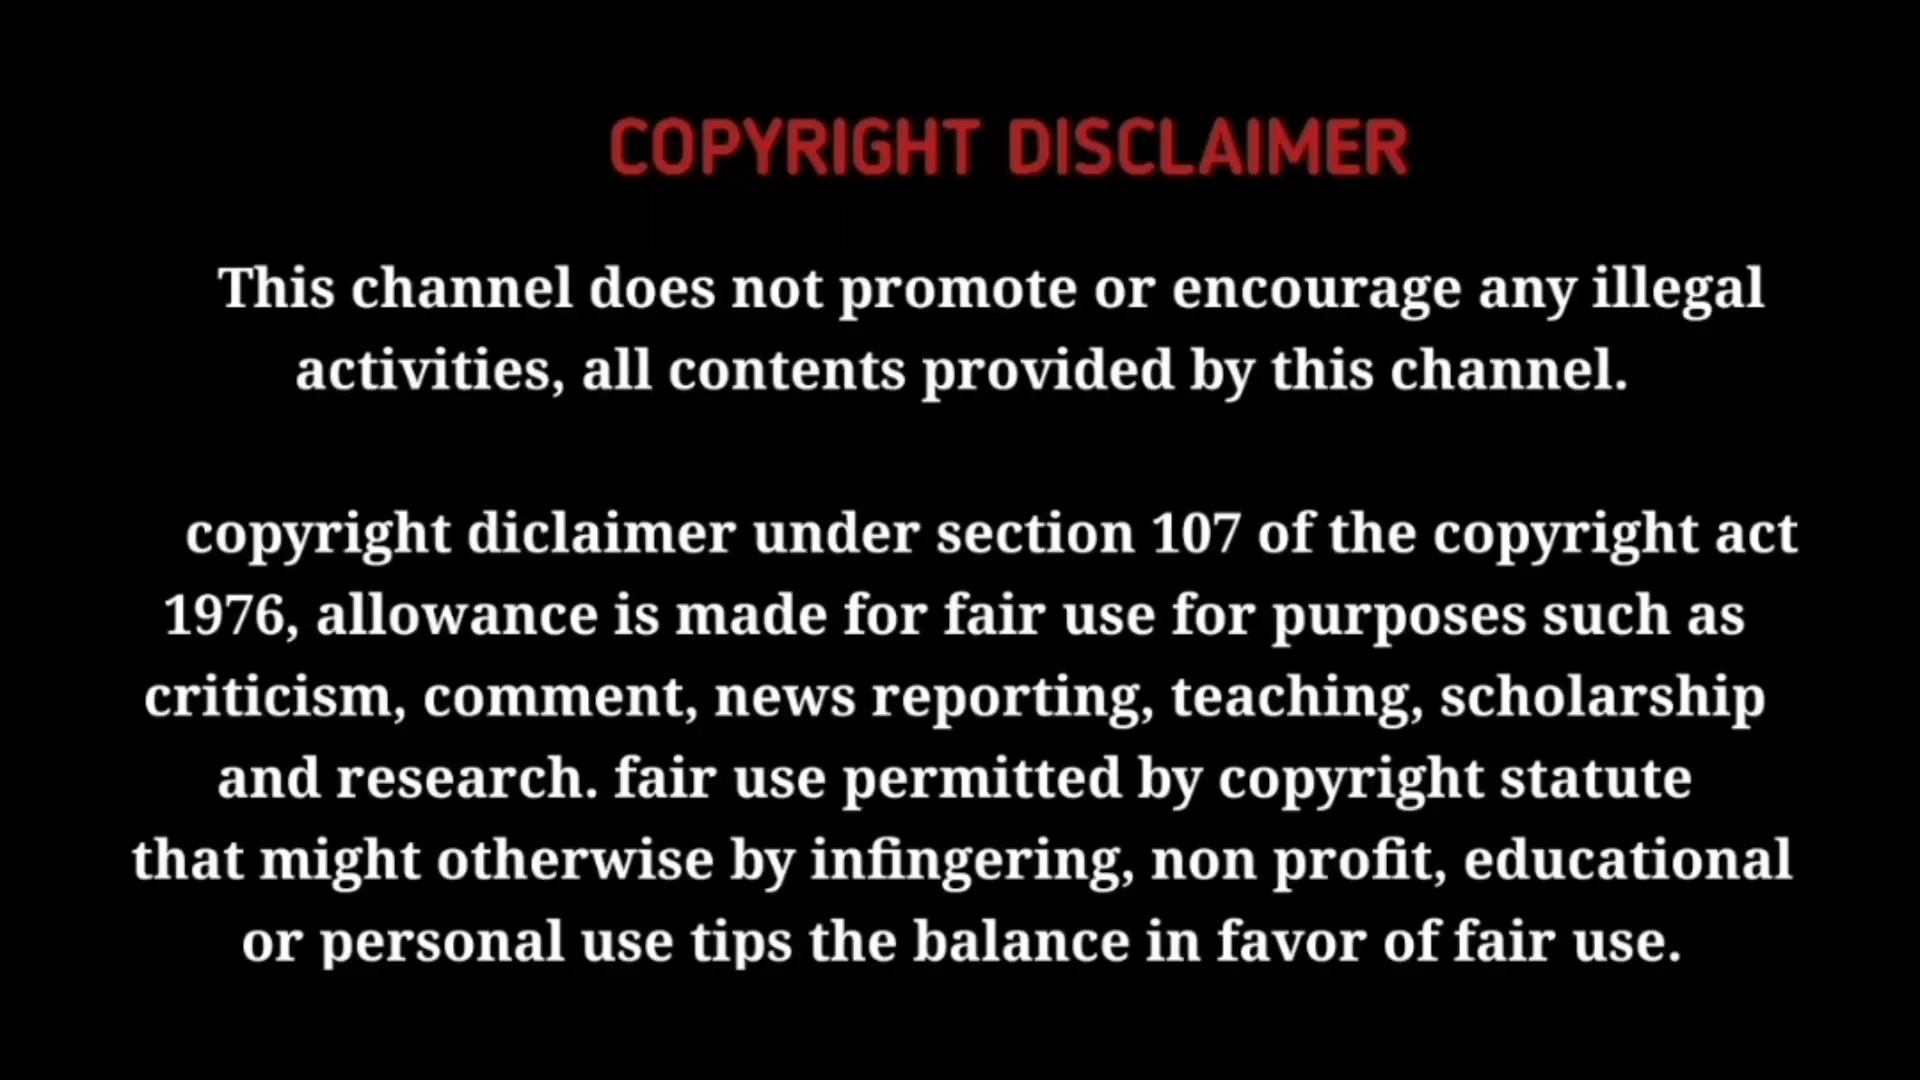 COPYRIGHT DISCLAIMER
This channel does not promote or encourage any illegal
activities, all contents provided by this channel.
copyright diclaimer under section 107 of the copyright act
1976, allowance is made for fair use for purposes such as
criticism, comment, news reporting, teaching, scholarship
and research. fair use permitted by copyright statute
that might otherwise by infingering, non profit, educational
or personal use tips the balance in favor of fair use.